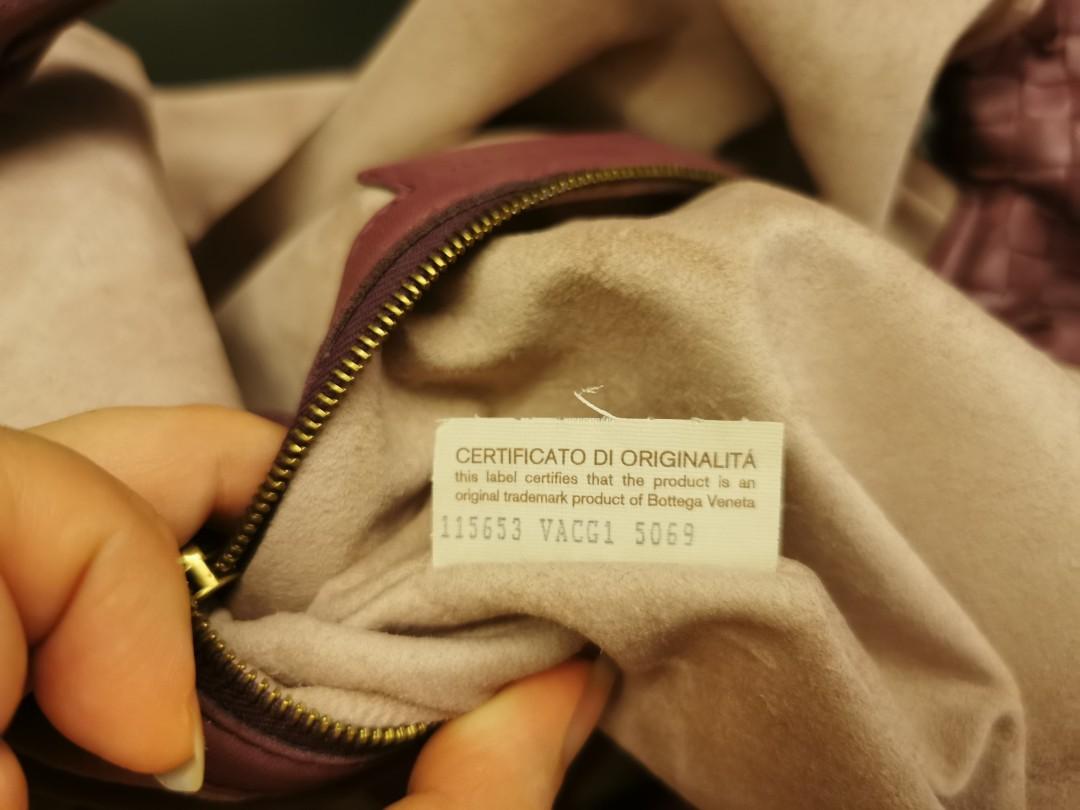 CERTIFICATO DI ORIGINALITÁ
this label certifies that the product is an
original trademark product of Bottega Veneta
115653 VACG1 5069